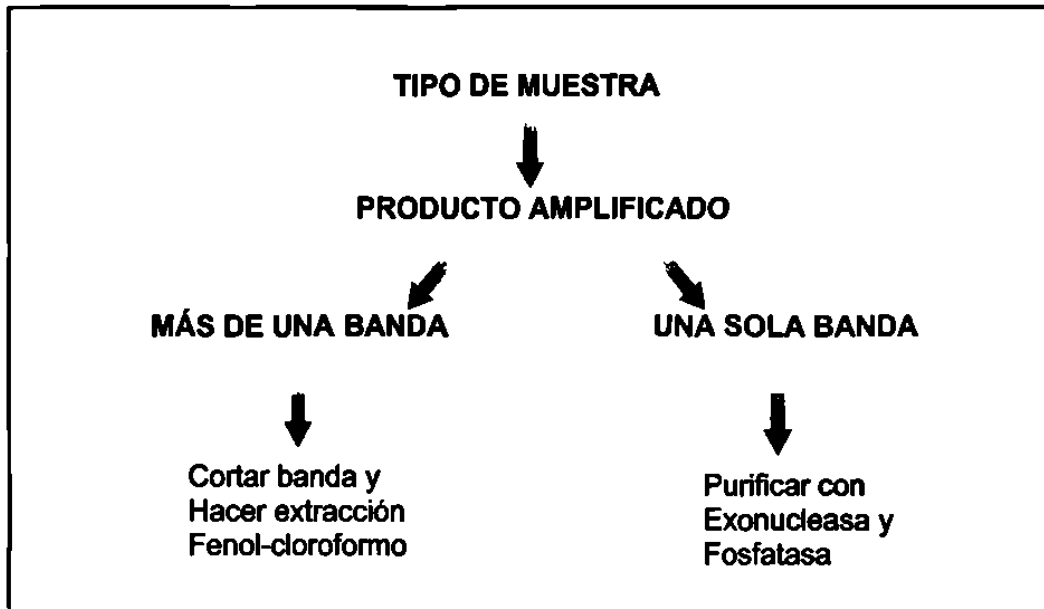 TIPO DE MUESTRA
PRODUCTO AMPLIFICADO
MÁS DE UNA BANDA
UNA SOLA BANDA
Cortar banda y
Hacer extracción
Fenol-cloroformo
Purificar con
Exonucleasa y
Fosfatasa